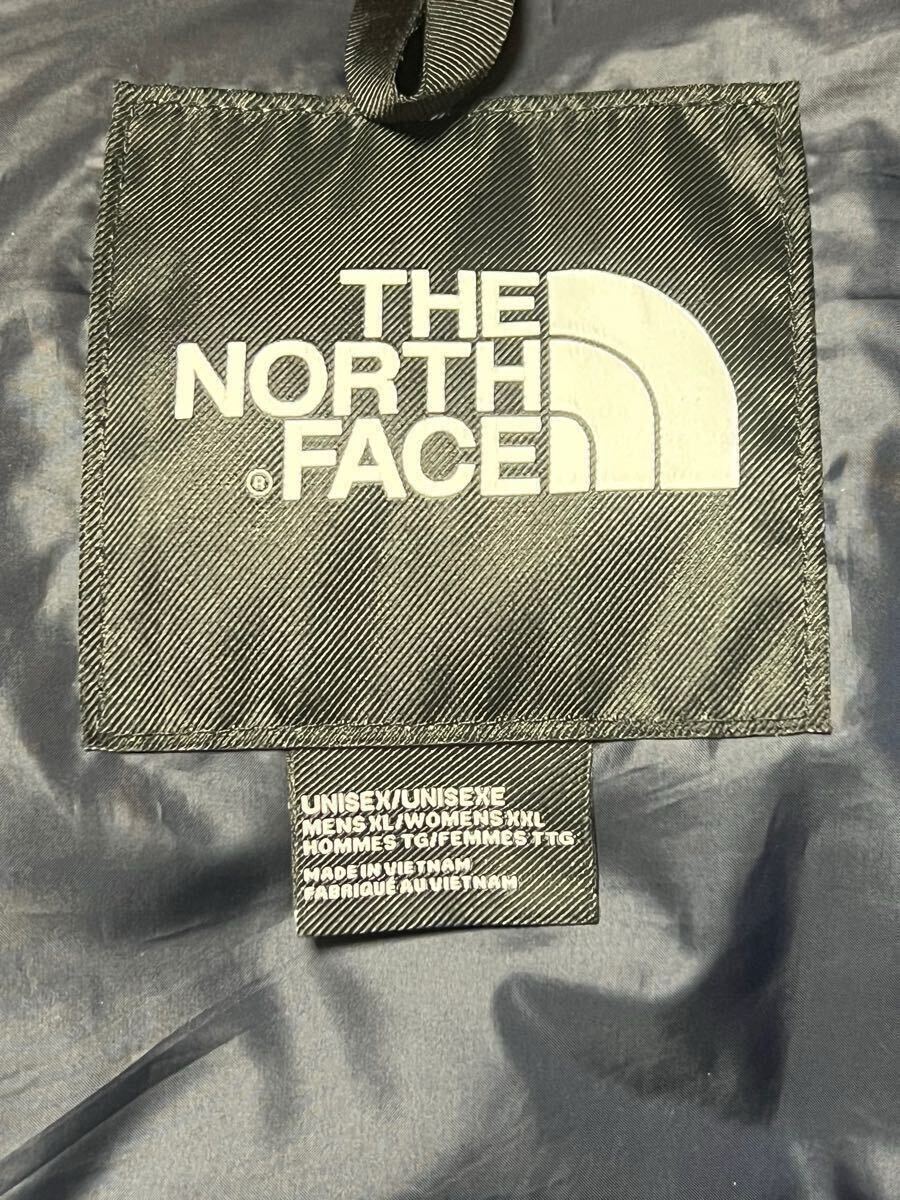 THE
NORTH
FACE
®
UNISEX/UNISEXE
MENS XL/WOMENS XXL
HOMMES TG/FEMMES TTG
MADE IN VIETNAM
FABRIQUÉ AU VIETNAM